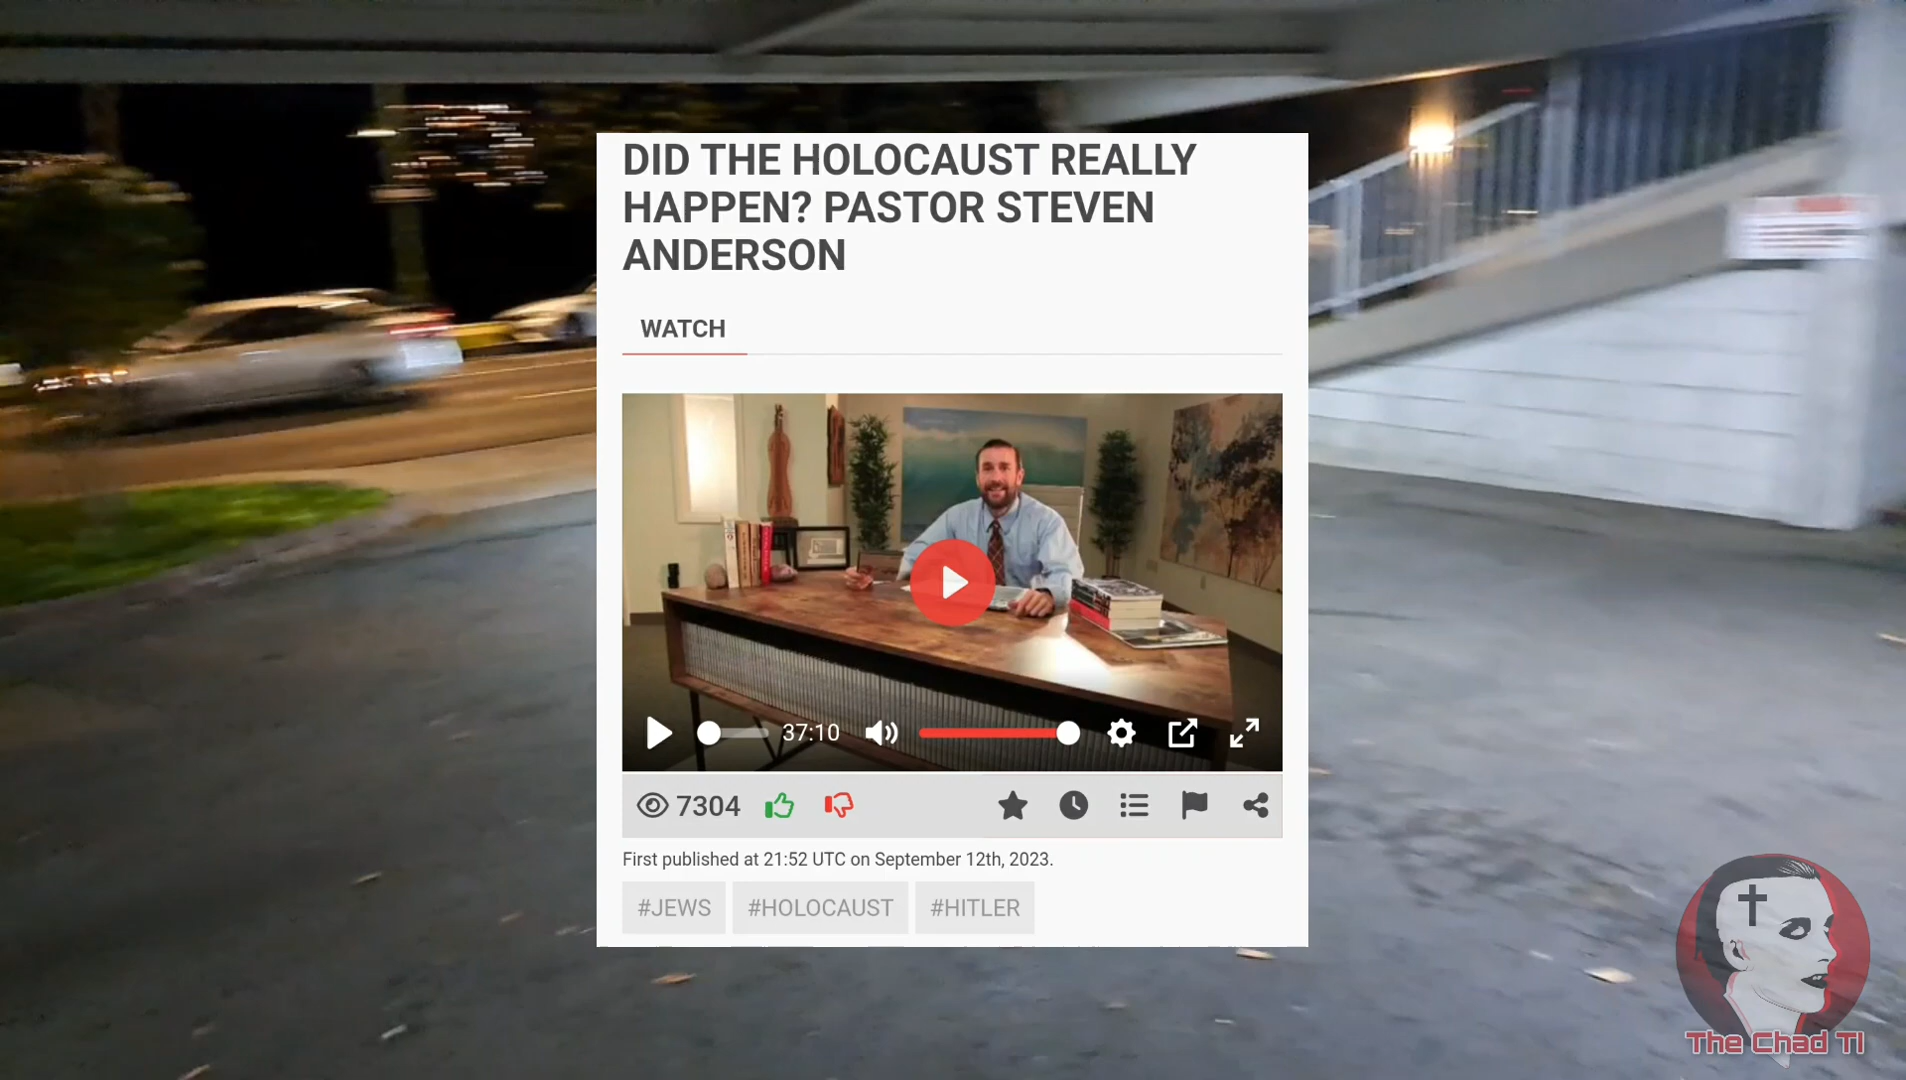 DID THE HOLOCAUST REALLY
HAPPEN? PASTOR STEVEN
ANDERSON
WATCH
37:10
7304
First published at 21:52 UTC on September 12th, 2023.
#JEWS #HOLOCAUST #HITLER
The Chad TI